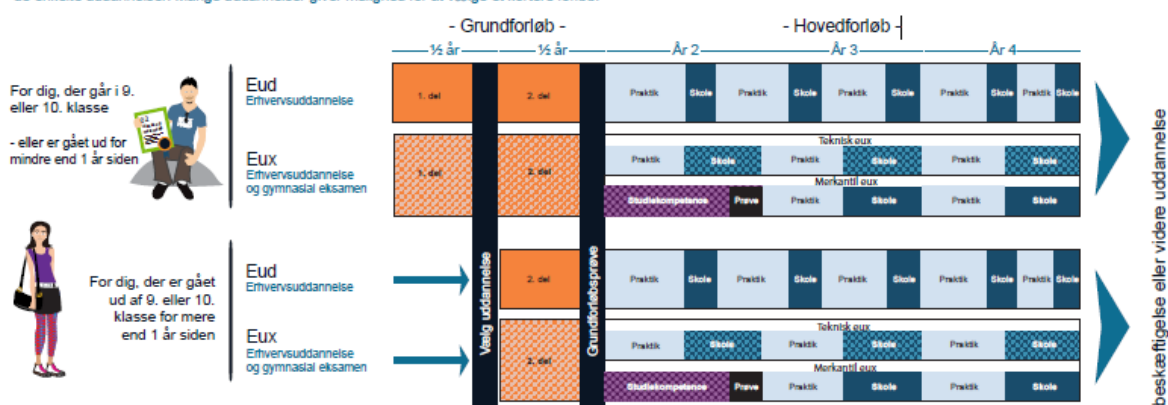 - Grundforløb -
- Hovedforløb -
½ år
½ år
År 2
År 3
År 4
For dig, der går i 9.
eller 10. klasse
- eller er gået ud for
mindre end 1 år siden
Eud
Erhvervsuddannelse
1. del
2. del
Praktik Skole Praktik Skole Praktik Skole Praktik Skole Praktik Skole
Eux
Erhvervsuddannelse
og gymnasial eksamen
1. del
2. del
Teknisk eux
Praktik Skole Praktik Skole Praktik Skole
Merkantil eux
Studiekompetence Prøve Praktik Skole Praktik Skole
Vælg uddannelse
Grundforløbsprøve
For dig, der er gået
ud af 9. eller 10.
klasse for mere
end 1 år siden
Eud
Erhvervsuddannelse
2. del
Praktik Skole Praktik Skole Praktik Skole Praktik Skole Praktik Skole
Eux
Erhvervsuddannelse
og gymnasial eksamen
2. del
Teknisk eux
Praktik Skole Praktik Skole Praktik Skole
Merkantil eux
Studiekompetence Prøve Praktik Skole Praktik Skole
beskæftigelse eller videre uddannelse